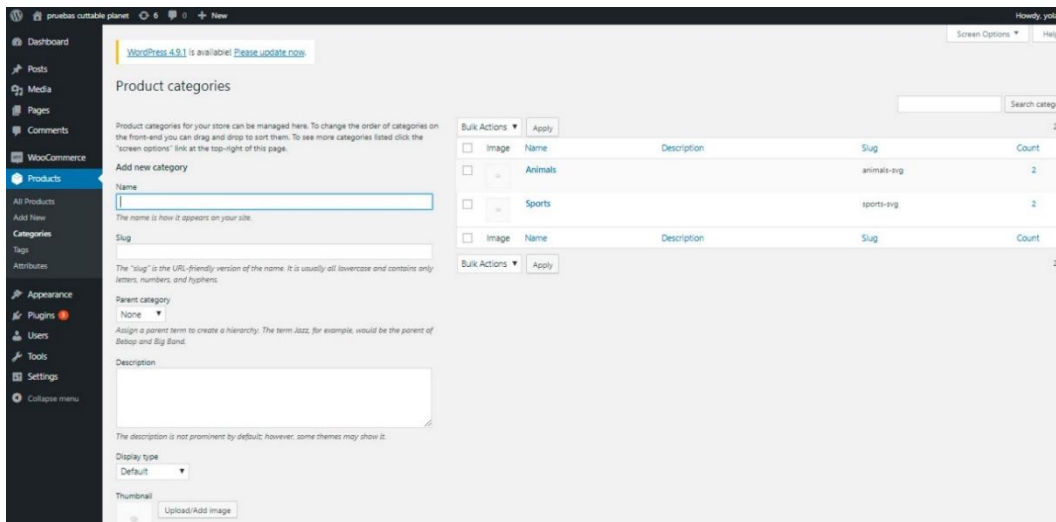 pruebas cuttable planet 6 0 + New Howdy, yola
Dashboard
Posts
Media
Pages
Comments
WooCommerce
Products
All Products
Add New
Categories
Tags
Attributes
Appearance
Plugins
Users
Tools
Settings
Collapse menu
Screen Options ▼ Help
WordPress 4.9.1 is available! Please update now.
Product categories
Search catego
Product categories for your store can be managed here. To change the order of categories on
the front-end you can drag and drop to sort them. To see more categories listed click the
"screen options" link at the top-right of this page.
Add new category
Name
The name is how it appears on your site.
Slug
The "slug" is the URL-friendly version of the name. It is usually all lowercase and contains only
letters, numbers, and hyphens.
Parent category
None ▼
Assign a parent term to create a hierarchy. The term Jazz, for example, would be the parent of
Bebop and Big Band.
Description
The description is not prominent by default; however, some themes may show it.
Display type
Default ▼
Thumbnail
Upload/Add image
Bulk Actions ▼ Apply 2
Image Name Description Slug Count
Animals animals-svg 2
Sports sports-svg 2
Image Name Description Slug Count
Bulk Actions ▼ Apply 2